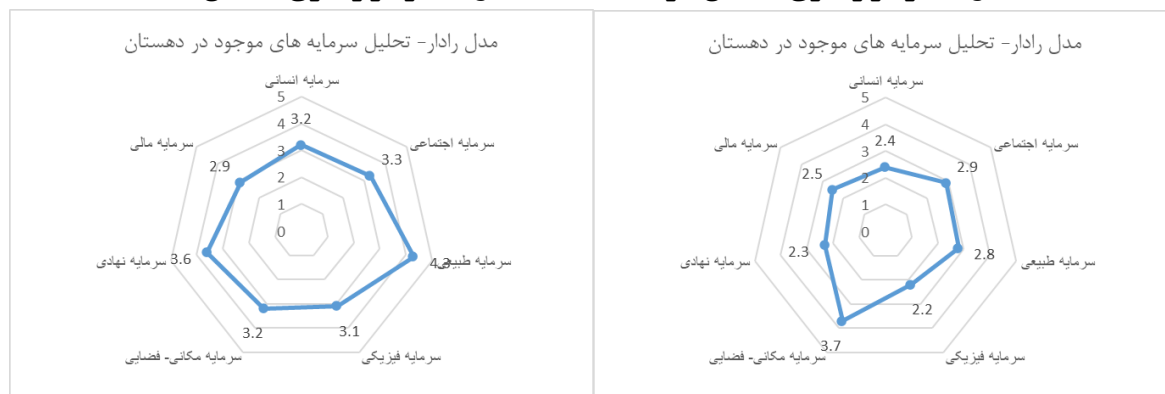 مدل رادار- تحلیل سرمایه های موجود در دهستان
سرمایه انسانی
5
4
3
2
1
0
2.4
سرمایه اجتماعی
2.9
سرمایه طبیعی
2.8
سرمایه فیزیکی
2.2
سرمایه مکانی- فضایی
3.7
سرمایه نهادی
2.3
سرمایه مالی
2.5
مدل رادار- تحلیل سرمایه های موجود در دهستان
سرمایه انسانی
5
4
3
2
1
0
3.2
سرمایه اجتماعی
3.3
سرمایه طبیعی
4.3
سرمایه فیزیکی
3.1
سرمایه مکانی- فضایی
3.2
سرمایه نهادی
3.6
سرمایه مالی
2.9